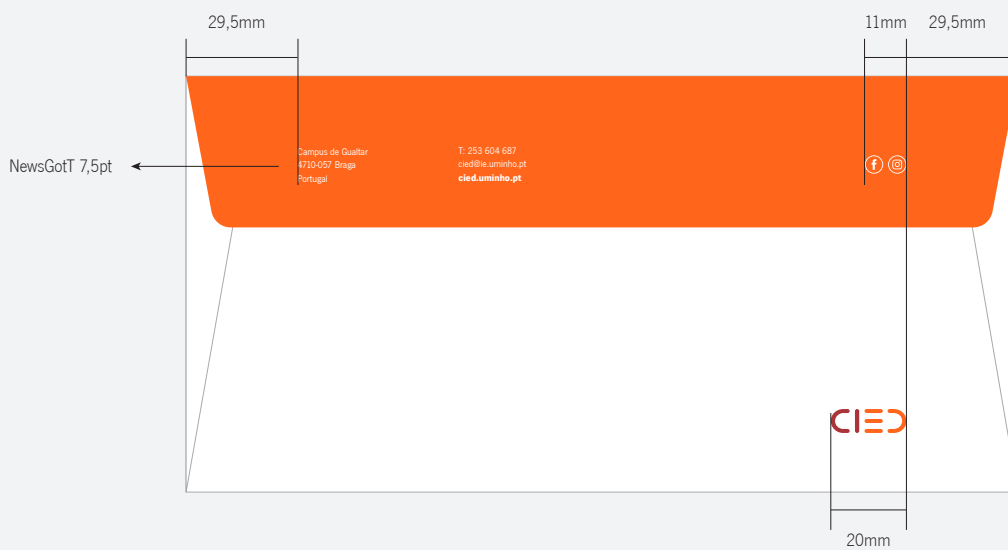 29,5mm
11mm
29,5mm
NewsGotT 7,5pt
Campus de Gualtar
4710-057 Braga
Portugal
T: 253 604 687
cied@ie.uminho.pt
cied.uminho.pt
CIED
20mm